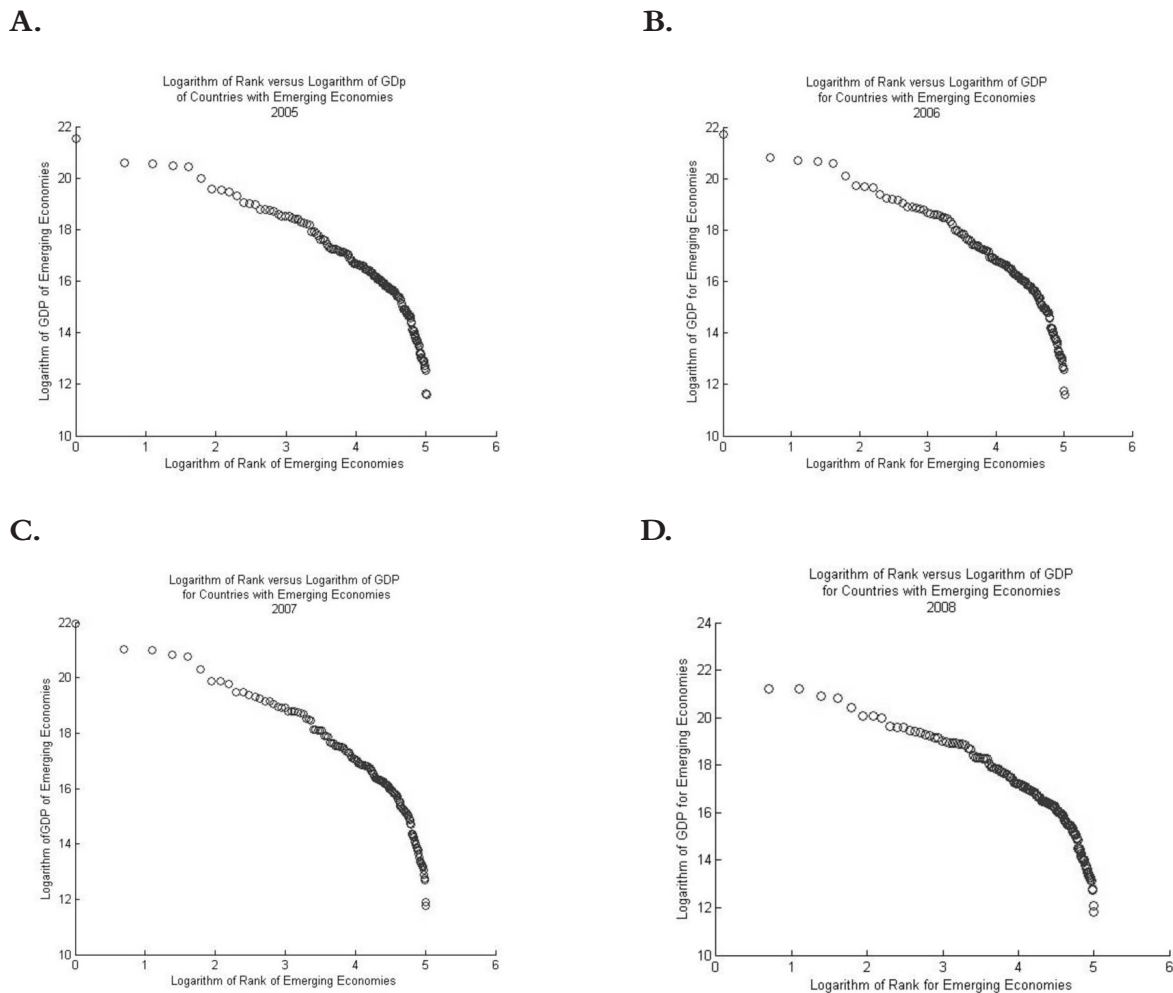 A.
Logarithm of Rank versus Logarithm of GDp
of Countries with Emerging Economies
2005
22
20
18
16
14
12
10
0 1 2 3 4 5 6
Logarithm of GDP of Emerging Economies
Logarithm of Rank of Emerging Economies
B.
Logarithm of Rank versus Logarithm of GDP
for Countries with Emerging Economies
2006
22
20
18
16
14
12
10
0 1 2 3 4 5 6
Logarithm of GDP for Emerging Economies
Logarithm of Rank for Emerging Economies
C.
Logarithm of Rank versus Logarithm of GDP
for Countries with Emerging Economies
2007
22
20
18
16
14
12
10
0 1 2 3 4 5 6
Logarithm ofGDP of Emerging Economies
Logarithm of Rank of Emerging Economies
D.
Logarithm of Rank versus Logarithm of GDP
for Countries with Emerging Economies
2008
24
22
20
18
16
14
12
10
0 1 2 3 4 5 6
Logarithm of GDP for Emerging Economies
Logarithm of Rank for Emerging Economies